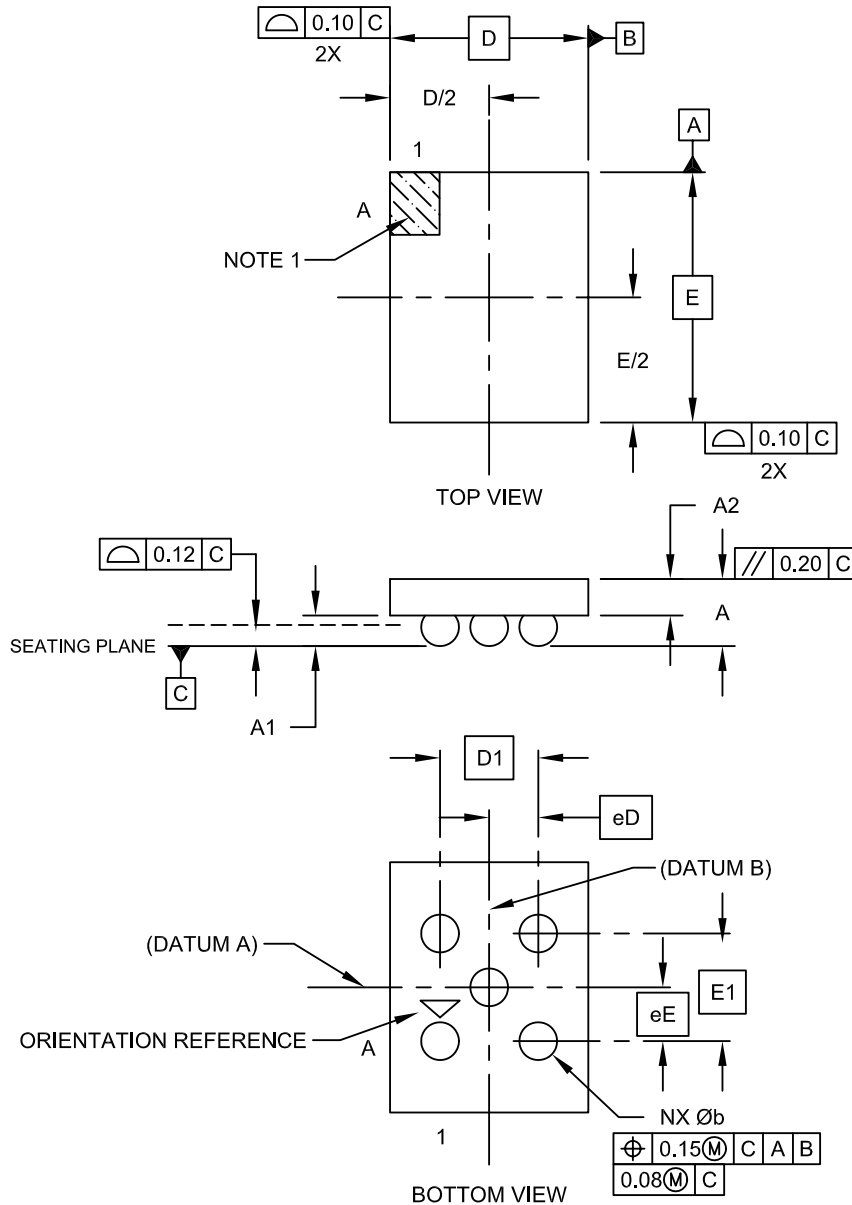 ⌓ 0.10 C
2X
D
B
D/2
1
A
A
NOTE 1
E
E/2
⌓ 0.10 C
2X
TOP VIEW
A2
⌓ 0.12 C
// 0.20 C
A
SEATING PLANE
C
A1
D1
eD
(DATUM B)
(DATUM A)
E1
eE
ORIENTATION REFERENCE
A
NX Øb
1
⌖ 0.15Ⓜ C A B
0.08Ⓜ C
BOTTOM VIEW